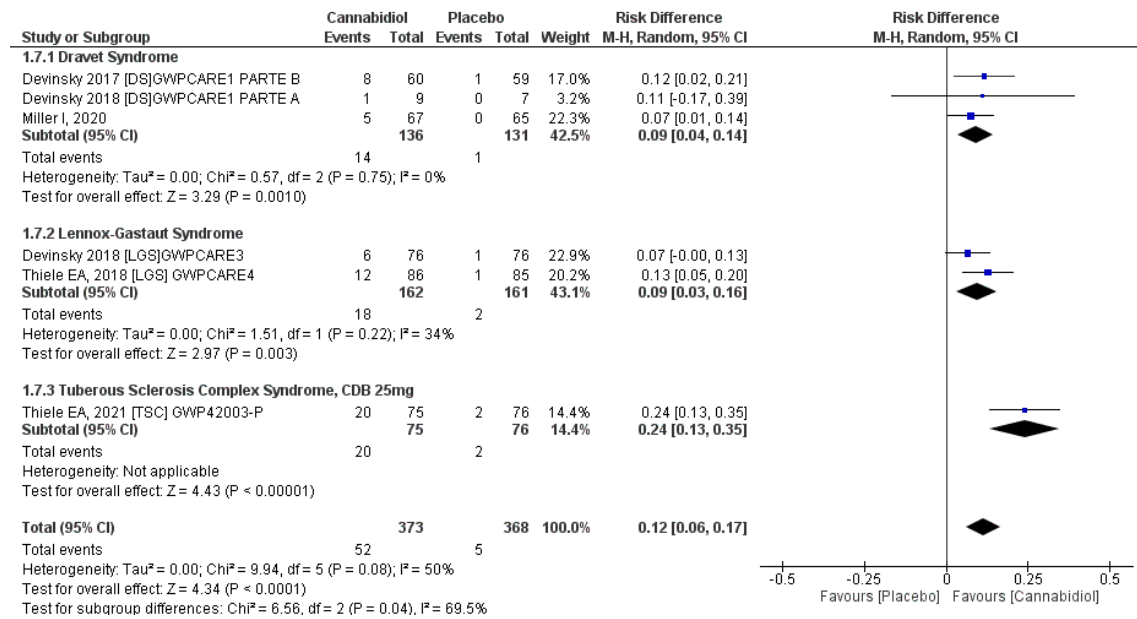 Cannabidiol Placebo Risk Difference Risk Difference
Study or Subgroup Events Total Events Total Weight M-H, Random, 95% CI M-H, Random, 95% CI
1.7.1 Dravet Syndrome
Devinsky 2017 [DS]GWPCARE1 PARTE B 8 60 1 59 17.0% 0.12 [0.02, 0.21]
Devinsky 2018 [DS]GWPCARE1 PARTE A 1 9 0 7 3.2% 0.11 [-0.17, 0.39]
Miller I, 2020 5 67 0 65 22.3% 0.07 [0.01, 0.14]
Subtotal (95% CI) 136 131 42.5% 0.09 [0.04, 0.14]
Total events 14 1
Heterogeneity: Tau² = 0.00; Chi² = 0.57, df = 2 (P = 0.75); I² = 0%
Test for overall effect: Z = 3.29 (P = 0.0010)
1.7.2 Lennox-Gastaut Syndrome
Devinsky 2018 [LGS]GWPCARE3 6 76 1 76 22.9% 0.07 [-0.00, 0.13]
Thiele EA, 2018 [LGS] GWPCARE4 12 86 1 85 20.2% 0.13 [0.05, 0.20]
Subtotal (95% CI) 162 161 43.1% 0.09 [0.03, 0.16]
Total events 18 2
Heterogeneity: Tau² = 0.00; Chi² = 1.51, df = 1 (P = 0.22); I² = 34%
Test for overall effect: Z = 2.97 (P = 0.003)
1.7.3 Tuberous Sclerosis Complex Syndrome, CDB 25mg
Thiele EA, 2021 [TSC] GWP42003-P 20 75 2 76 14.4% 0.24 [0.13, 0.35]
Subtotal (95% CI) 75 76 14.4% 0.24 [0.13, 0.35]
Total events 20 2
Heterogeneity: Not applicable
Test for overall effect: Z = 4.43 (P < 0.00001)
Total (95% CI) 373 368 100.0% 0.12 [0.06, 0.17]
Total events 52 5
Heterogeneity: Tau² = 0.00; Chi² = 9.94, df = 5 (P = 0.08); I² = 50%
Test for overall effect: Z = 4.34 (P < 0.0001)
Test for subgroup differences: Chi² = 6.56, df = 2 (P = 0.04), I² = 69.5%
-0.5 -0.25 0 0.25 0.5
Favours [Placebo] Favours [Cannabidiol]